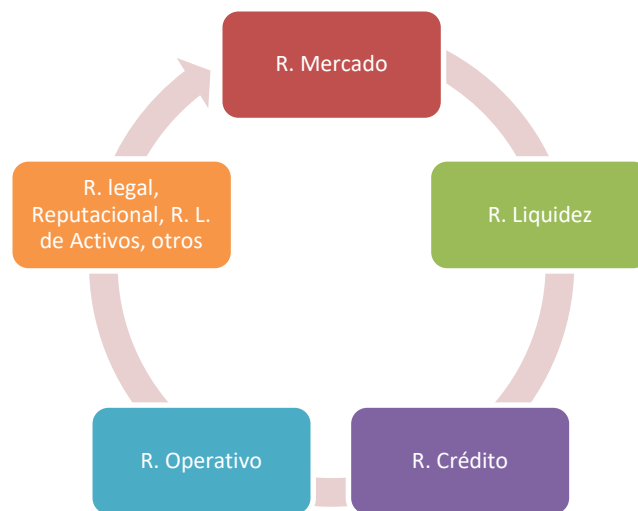 R. Mercado
R. Liquidez
R. Crédito
R. Operativo
R. legal,
Reputacional, R. L.
de Activos, otros